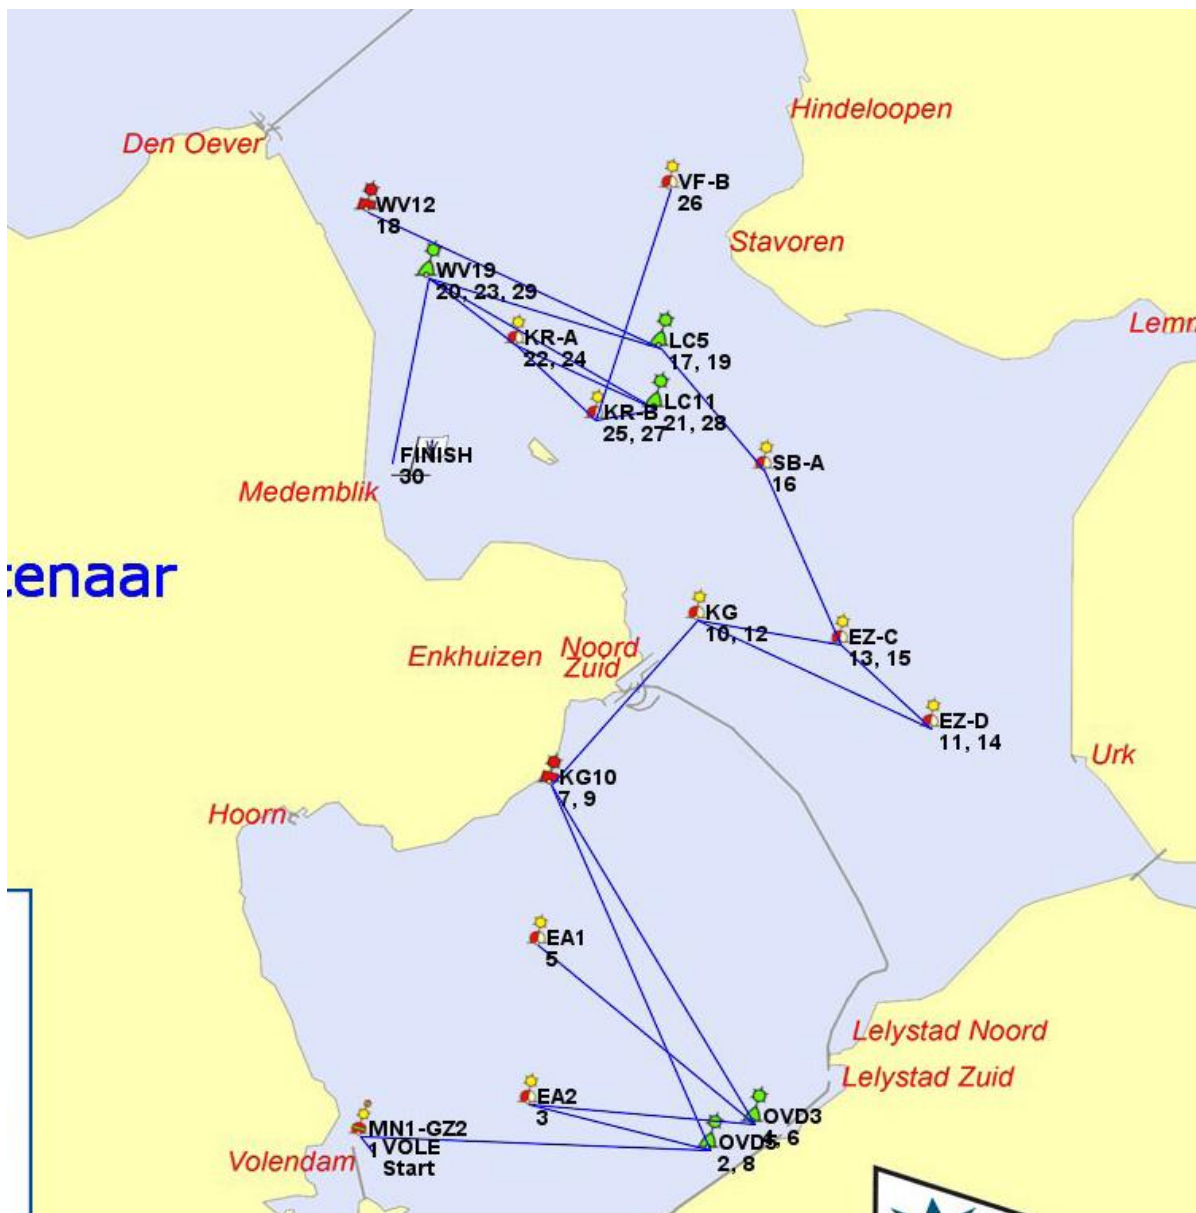 Hindeloopen
Den Oever
VF-B
26
WV12
18
Stavoren
WV19
20, 23, 29
KR-A
22, 24
LC5
17, 19
Lemm
KR-B
25, 27
LC11
21, 28
FINISH
30
SB-A
16
Medemblik
tenaar
KG
10, 12
Noord
Zuid
Enkhuizen
EZ-C
13, 15
EZ-D
11, 14
Urk
KG10
7, 9
Hoorn
EA1
5
Lelystad Noord
Lelystad Zuid
EA2
3
OVD3
4, 6
MN1-GZ2
1 VOLE
Start
OVD5
2, 8
Volendam